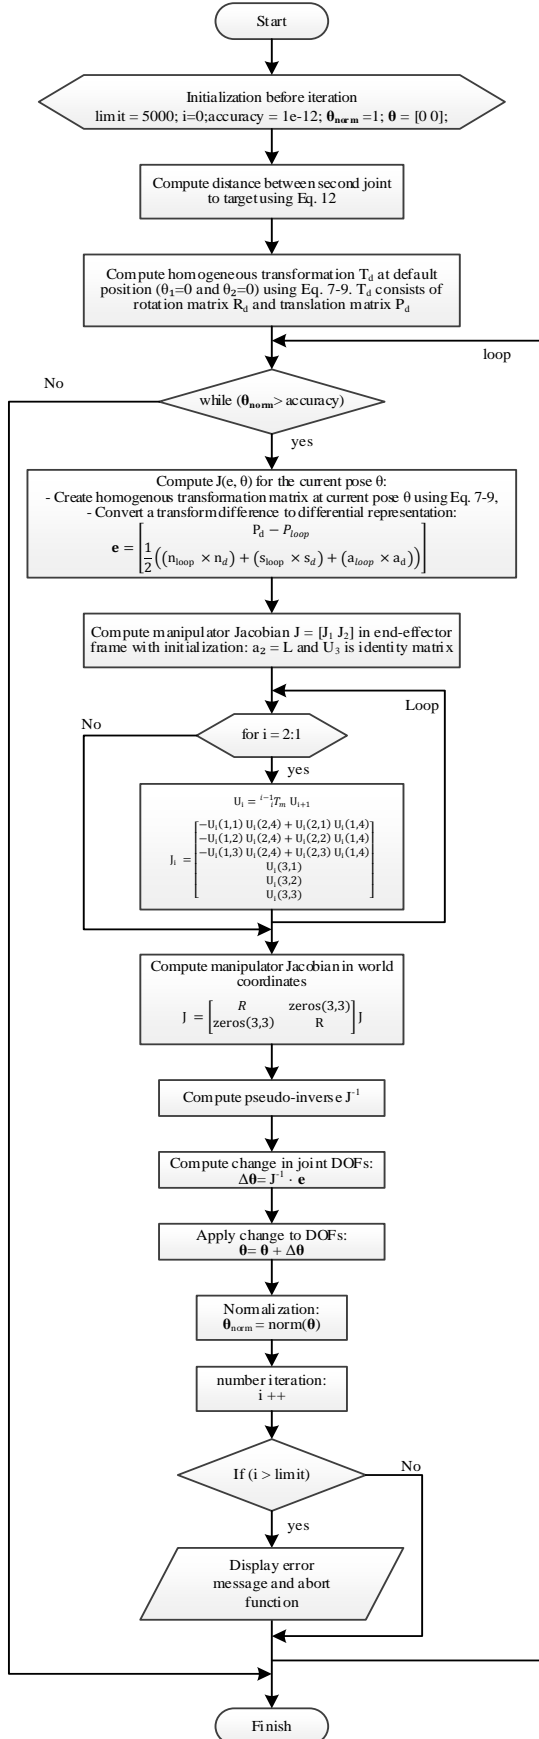 Start
Initialization before iteration
limit = 5000; i=0;accuracy = 1e-12; θnorm =1; θ = [0 0];
Compute distance between second joint
to target using Eq. 12
Compute homogeneous transformation Td at default
position (θ1=0 and θ2=0) using Eq. 7-9. Td consists of
rotation matrix Rd and translation matrix Pd
loop
No
while (θnorm> accuracy)
yes
Compute J(e, θ) for the current pose θ:
- Create homogenous transformation matrix at current pose θ using Eq. 7-9,
- Convert a transform difference to differential representation:
e = [Pd − Ploop
1/2 ((nloop × nd) + (sloop × sd) + (aloop × ad))]
Compute manipulator Jacobian J = [J1 J2] in end-effector
frame with initialization: a2 = L and U3 is identity matrix
Loop
No
for i = 2:1
yes
Ui = i−1iTm Ui+1
Ji = [−Ui(1,1) Ui(2,4) + Ui(2,1) Ui(1,4)
−Ui(1,2) Ui(2,4) + Ui(2,2) Ui(1,4)
−Ui(1,3) Ui(2,4) + Ui(2,3) Ui(1,4)
Ui(3,1)
Ui(3,2)
Ui(3,3)]
Compute manipulator Jacobian in world
coordinates
J = [R zeros(3,3)
zeros(3,3) R] J
Compute pseudo-inverse J-1
Compute change in joint DOFs:
Δθ= J-1 · e
Apply change to DOFs:
θ= θ + Δθ
Normalization:
θnorm = norm(θ)
number iteration:
i ++
If (i > limit)
No
yes
Display error
message and abort
function
Finish